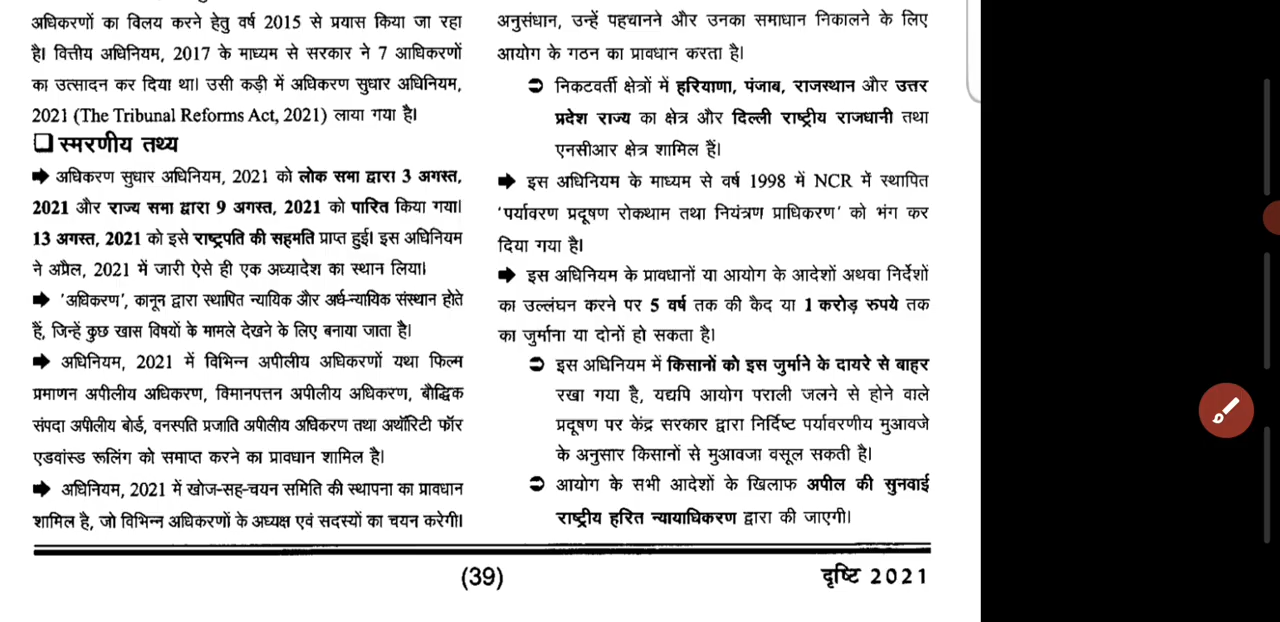 अधिकरणों का विलय करने हेतु वर्ष 2015 से प्रयास किया जा रहा
है। वित्तीय अधिनियम, 2017 के माध्यम से सरकार ने 7 आधिकरणों
का उत्सादन कर दिया था। उसी कड़ी में अधिकरण सुधार अधिनियम,
2021 (The Tribunal Reforms Act, 2021) लाया गया है।
❑ स्मरणीय तथ्य
➡ अधिकरण सुधार अधिनियम, 2021 को लोक सभा द्वारा 3 अगस्त,
2021 और राज्य सभा द्वारा 9 अगस्त, 2021 को पारित किया गया।
13 अगस्त, 2021 को इसे राष्ट्रपति की सहमति प्राप्त हुई। इस अधिनियम
ने अप्रैल, 2021 में जारी ऐसे ही एक अध्यादेश का स्थान लिया।
➡ 'अधिकरण', कानून द्वारा स्थापित न्यायिक और अर्ध-न्यायिक संस्थान होते
हैं, जिन्हें कुछ खास विषयों के मामले देखने के लिए बनाया जाता है।
➡ अधिनियम, 2021 में विभिन्न अपीलीय अधिकरणों यथा फिल्म
प्रमाणन अपीलीय अधिकरण, विमानपत्तन अपीलीय अधिकरण, बौद्धिक
संपदा अपीलीय बोर्ड, वनस्पति प्रजाति अपीलीय अधिकरण तथा अथॉरिटी फॉर
एडवांस्ड रूलिंग को समाप्त करने का प्रावधान शामिल है।
➡ अधिनियम, 2021 में खोज-सह-चयन समिति की स्थापना का प्रावधान
शामिल है, जो विभिन्न अधिकरणों के अध्यक्ष एवं सदस्यों का चयन करेगी।
अनुसंधान, उन्हें पहचानने और उनका समाधान निकालने के लिए
आयोग के गठन का प्रावधान करता है।
➲ निकटवर्ती क्षेत्रों में हरियाणा, पंजाब, राजस्थान और उत्तर
प्रदेश राज्य का क्षेत्र और दिल्ली राष्ट्रीय राजधानी तथा
एनसीआर क्षेत्र शामिल हैं।
➡ इस अधिनियम के माध्यम से वर्ष 1998 में NCR में स्थापित
'पर्यावरण प्रदूषण रोकथाम तथा नियंत्रण प्राधिकरण' को भंग कर
दिया गया है।
➡ इस अधिनियम के प्रावधानों या आयोग के आदेशों अथवा निर्देशों
का उल्लंघन करने पर 5 वर्ष तक की कैद या 1 करोड़ रुपये तक
का जुर्माना या दोनों हो सकता है।
➲ इस अधिनियम में किसानों को इस जुर्माने के दायरे से बाहर
रखा गया है, यद्यपि आयोग पराली जलने से होने वाले
प्रदूषण पर केंद्र सरकार द्वारा निर्दिष्ट पर्यावरणीय मुआवजे
के अनुसार किसानों से मुआवजा वसूल सकती है।
➲ आयोग के सभी आदेशों के खिलाफ अपील की सुनवाई
राष्ट्रीय हरित न्यायाधिकरण द्वारा की जाएगी।
(39)
दृष्टि 2021